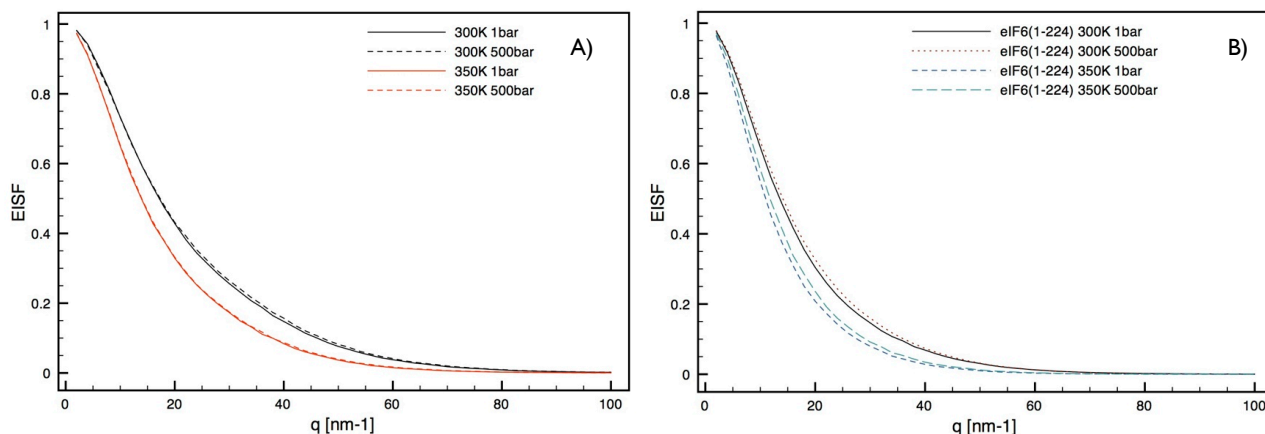 1
0.8
0.6
0.4
0.2
0
EISF
0 20 40 60 80 100
q [nm-1]
300K 1bar
300K 500bar
350K 1bar
350K 500bar
A)
1
0.8
0.6
0.4
0.2
0
EISF
0 20 40 60 80 100
q [nm-1]
eIF6(1-224) 300K 1bar
eIF6(1-224) 300K 500bar
eIF6(1-224) 350K 1bar
eIF6(1-224) 350K 500bar
B)